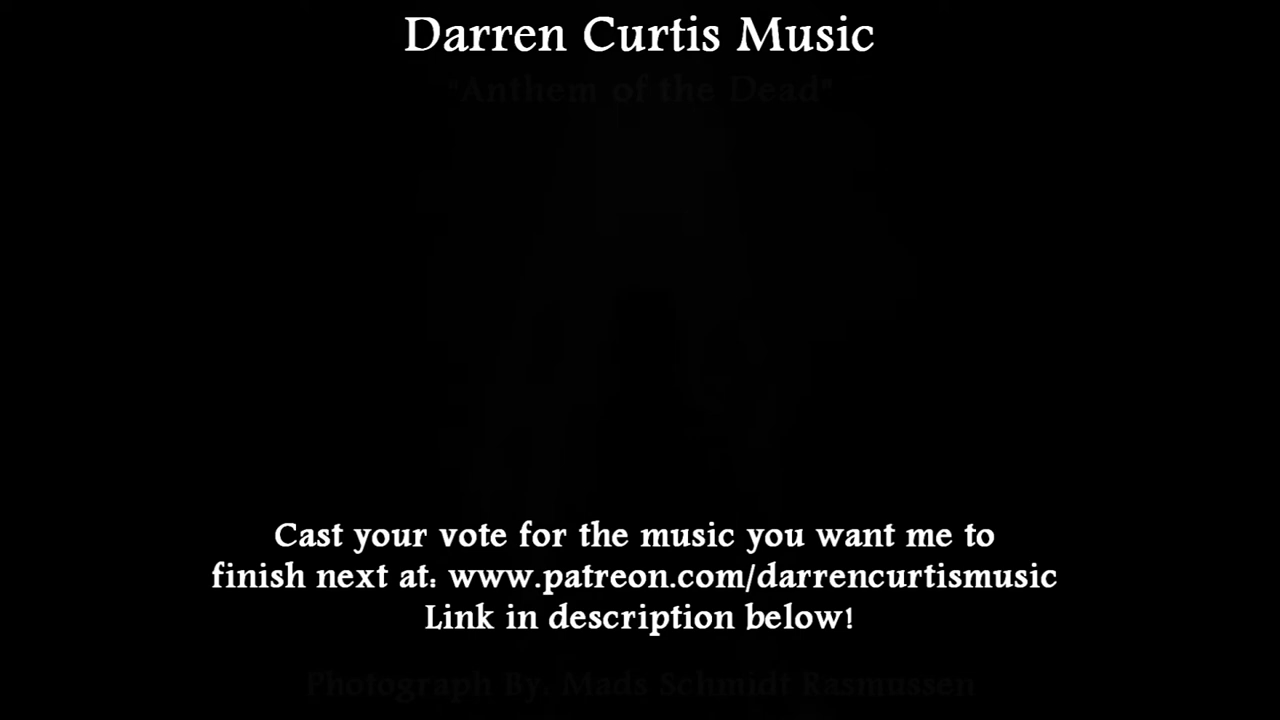 Darren Curtis Music
"Anthem of the Dead"
Cast your vote for the music you want me to
finish next at: www.patreon.com/darrencurtismusic
Link in description below!
Photograph By: Mads Schmidt Rasmussen